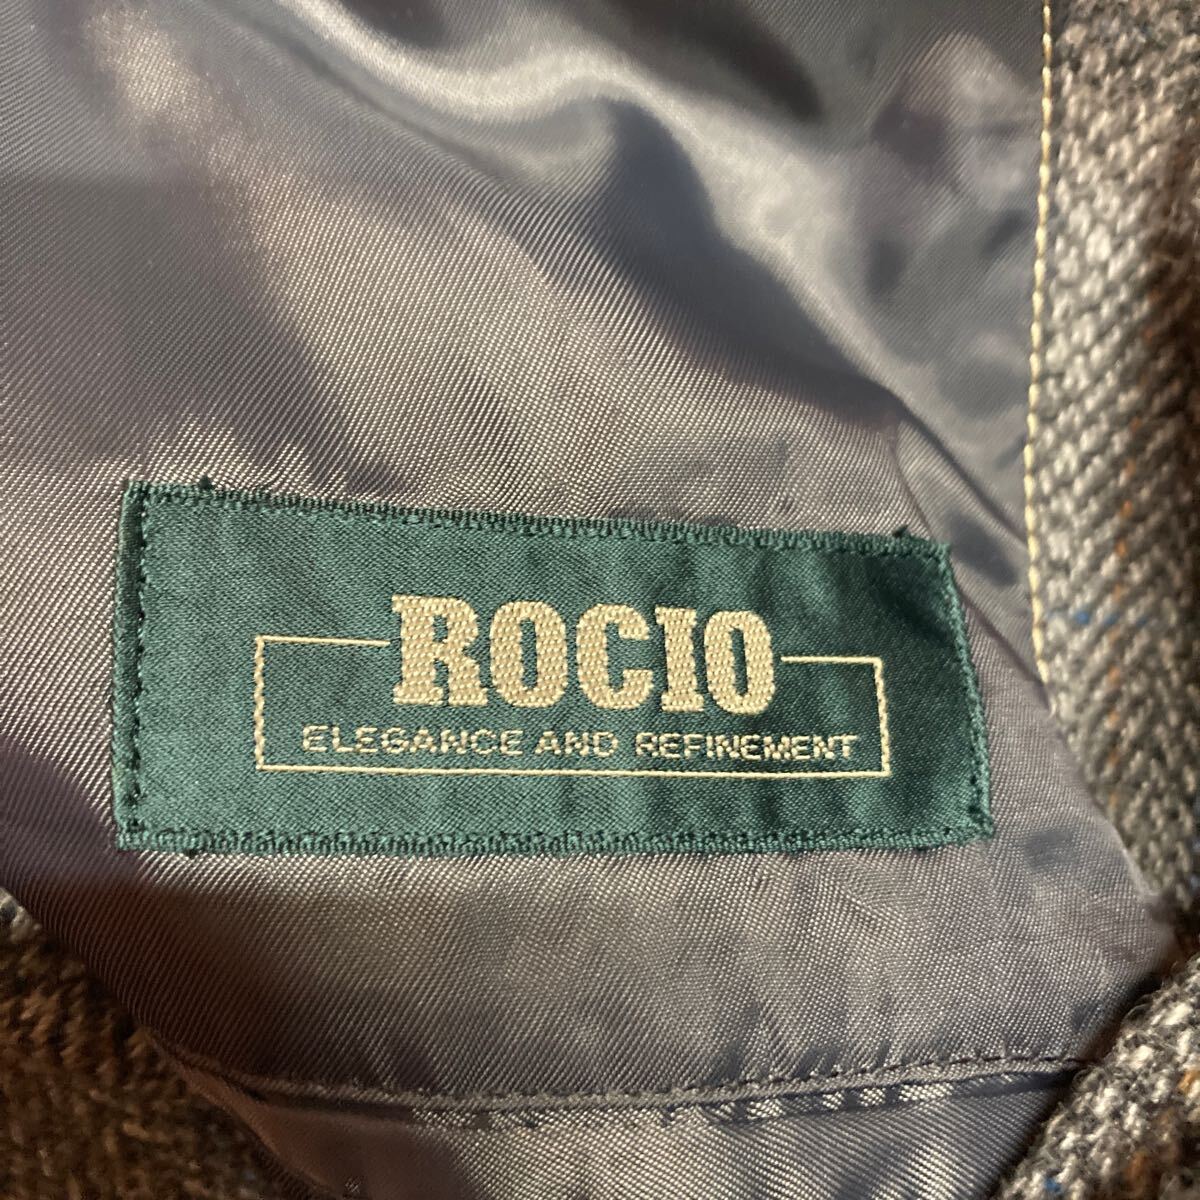 ROCIO
ELEGANCE AND REFINEMENT